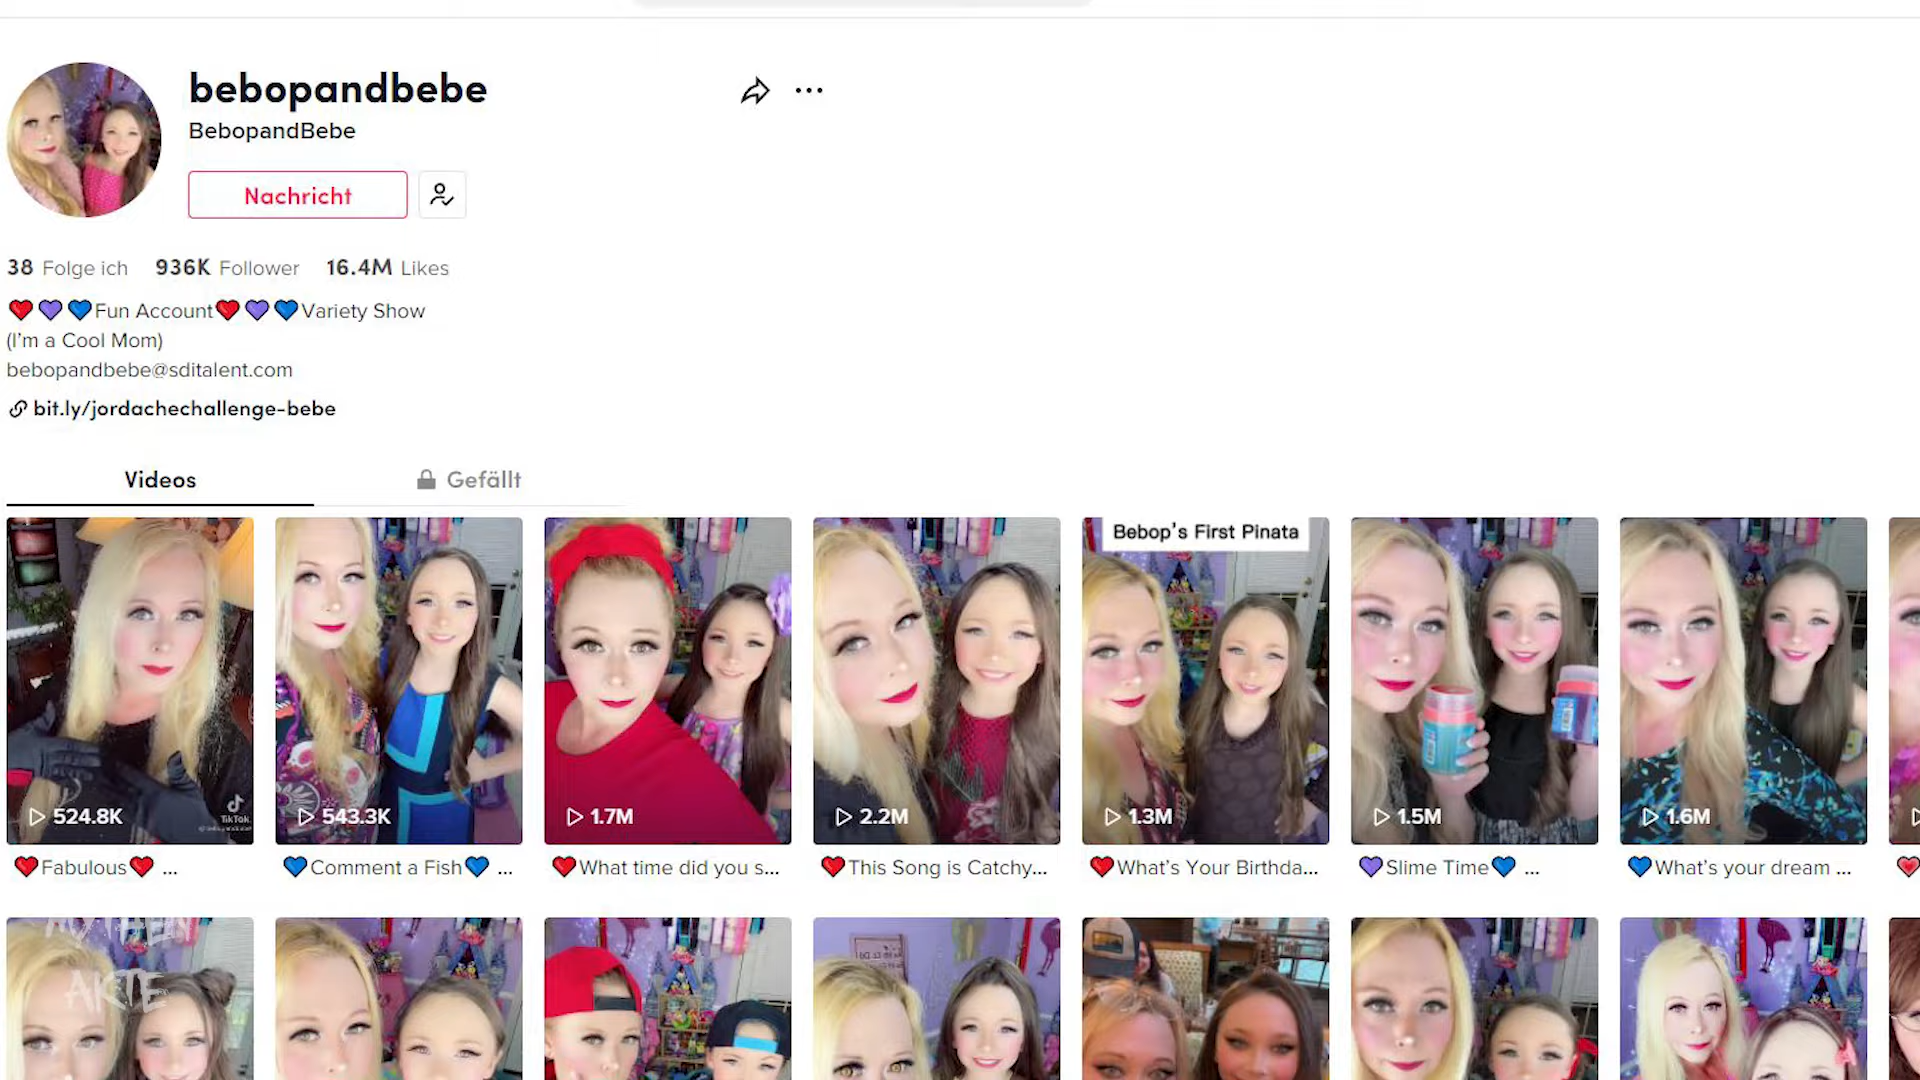 bebopandbebe
BebopandBebe
Nachricht
38 Folge ich 936K Follower 16.4M Likes
❤️💜💙Fun Account❤️💜💙Variety Show
(I'm a Cool Mom)
bebopandbebe@sditalent.com
bit.ly/jordachechallenge-bebe
Videos Gefällt
Bebop's First Pinata
TikTok
524.8K 543.3K 1.7M 2.2M 1.3M 1.5M 1.6M
❤️Fabulous❤️ ...
💙Comment a Fish💙 ...
❤️What time did you s...
❤️This Song is Catchy...
❤️What's Your Birthda...
💜Slime Time💙 ...
💙What's your dream ...
MYTHEN
AKTE